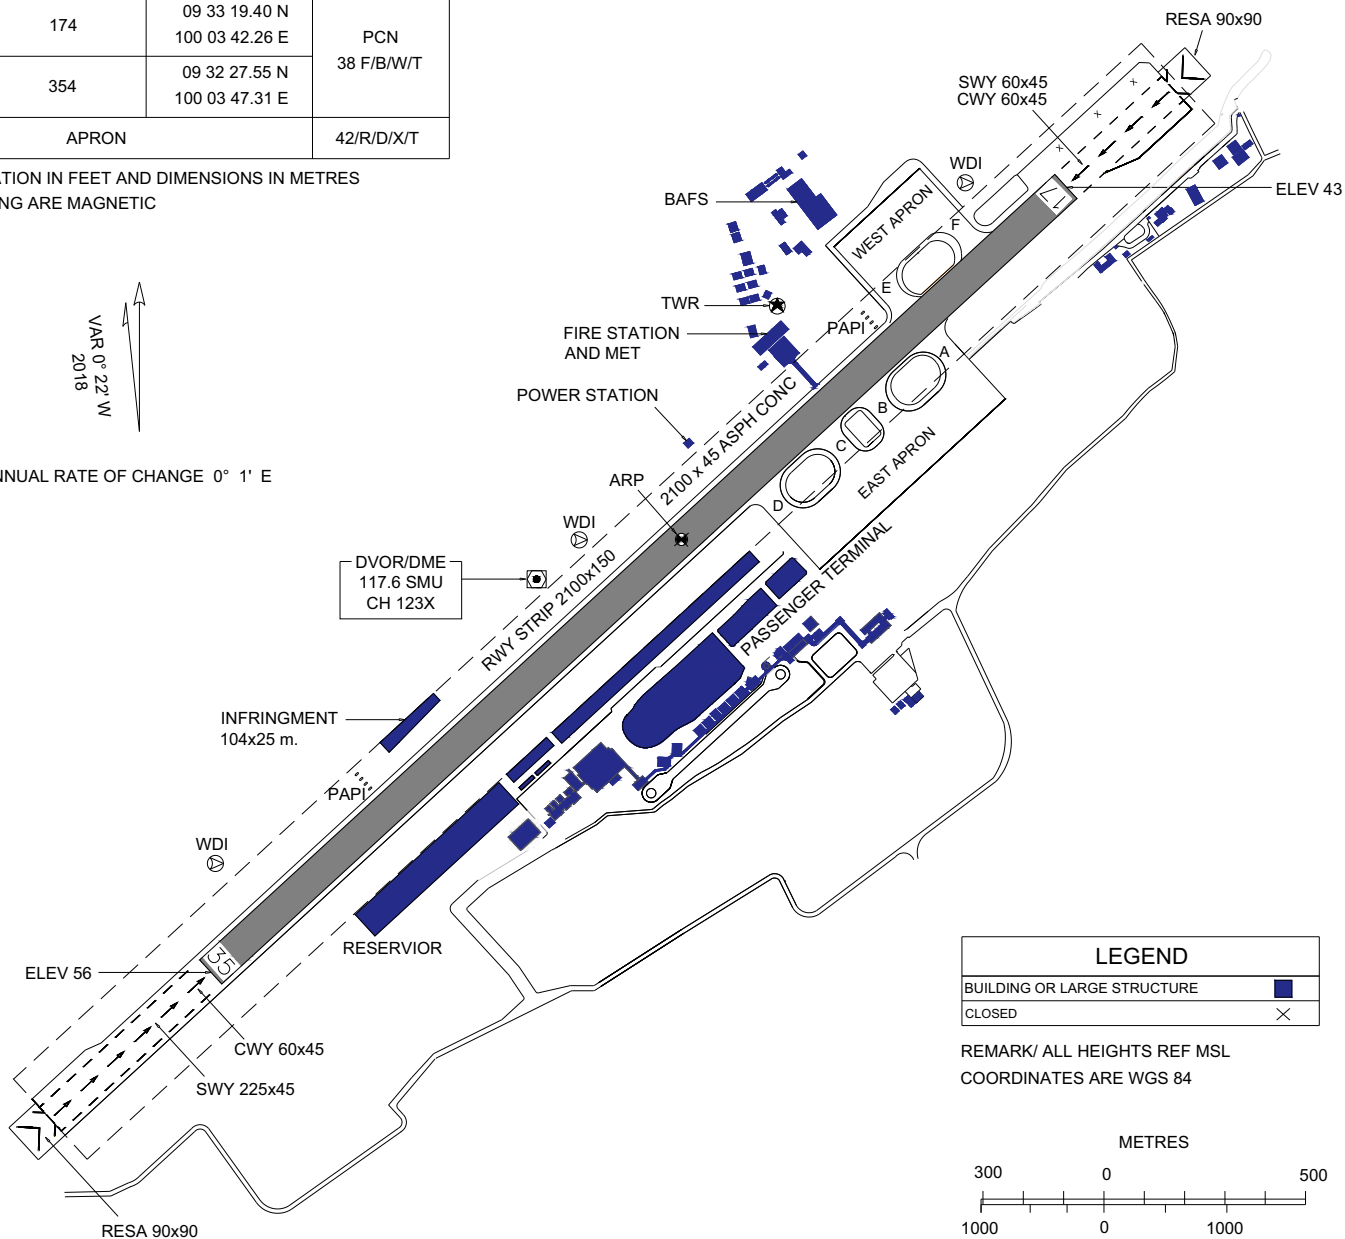 174
09 33 19.40 N
100 03 42.26 E
PCN
38 F/B/W/T
354
09 32 27.55 N
100 03 47.31 E
APRON
42/R/D/X/T
ATION IN FEET AND DIMENSIONS IN METRES
NG ARE MAGNETIC
VAR 0° 22' W
2018
NNUAL RATE OF CHANGE 0° 1' E
RESA 90x90
SWY 60x45
CWY 60x45
WDI
ELEV 43
17
BAFS
WEST APRON
F
E
TWR
PAPI
FIRE STATION
AND MET
A
B
C
D
POWER STATION
2100 x 45 ASPH CONC
EAST APRON
ARP
WDI
DVOR/DME
117.6 SMU
CH 123X
RWY STRIP 2100x150
PASSENGER TERMINAL
INFRINGMENT
104x25 m.
PAPI
WDI
RESERVIOR
35
ELEV 56
CWY 60x45
SWY 225x45
RESA 90x90
LEGEND
BUILDING OR LARGE STRUCTURE
CLOSED
REMARK/ ALL HEIGHTS REF MSL
COORDINATES ARE WGS 84
METRES
300 0 500
1000 0 1000